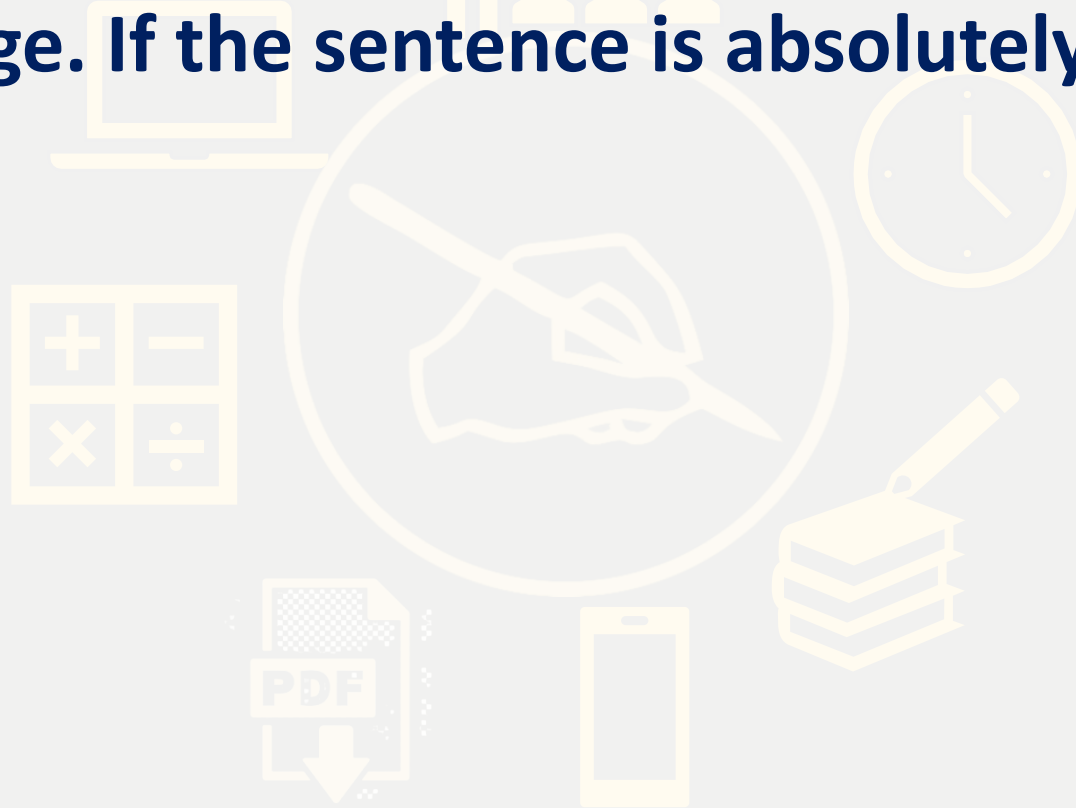 ge. If the sentence is absolutely
PDF